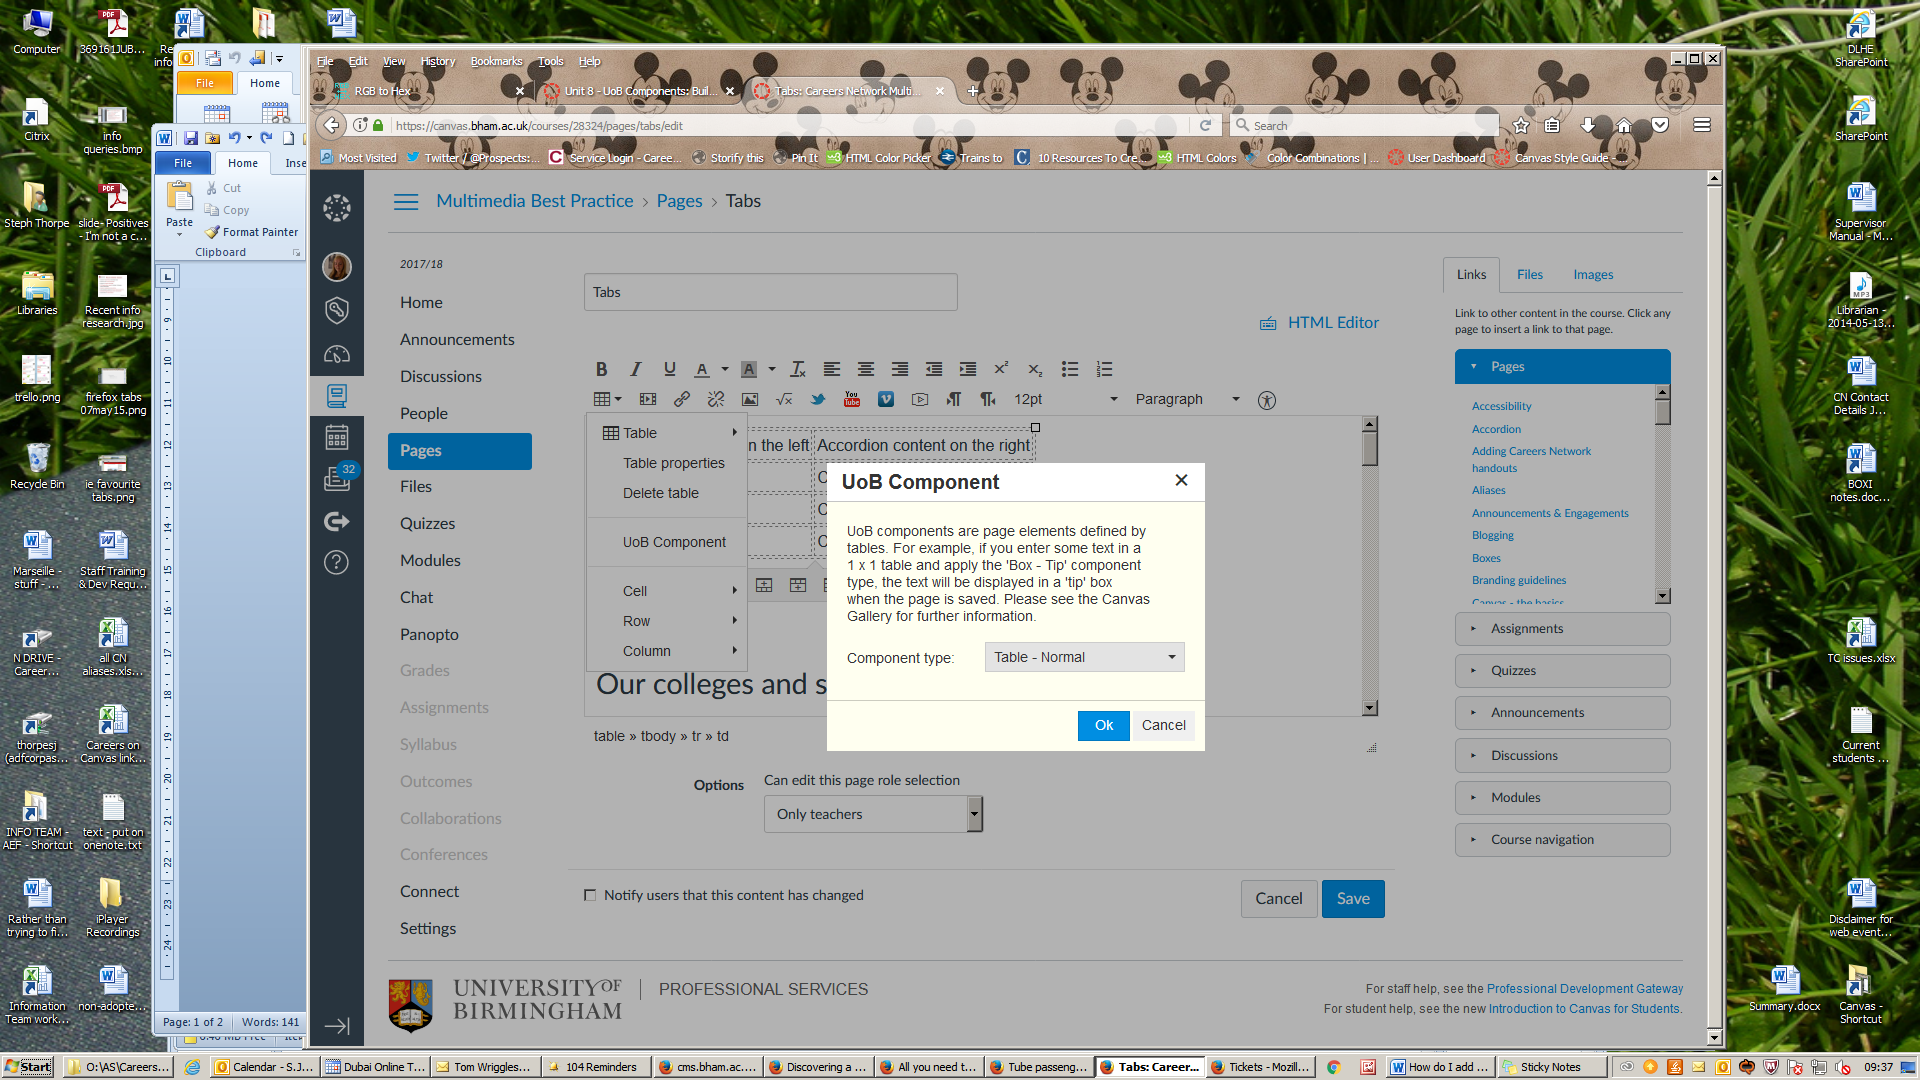 Computer
369161JUB...
Re
info
Citrix
info
queries.bmp
Steph Thorpe
slide- Positives
- I'm not a c...
Libraries
Recent info
research.jpg
trello.png
firefox tabs
07may15.png
Recycle Bin
ie favourite
tabs.png
Marseille -
stuff - ...
Staff Training
& Dev Requ...
N DRIVE -
Career...
all CN
aliases.xls...
thorpesj
(adfcorpas...
Careers on
Canvas link...
INFO TEAM -
AEF - Shortcut
text - put on
onenote.txt
Rather than
trying to fi...
iPlayer
Recordings
Information
Team work...
non-adopte...
File
Home
File
Home
Inse
Paste
Cut
Copy
Format Painter
Clipboard
Page: 1 of 2
Words: 141
File Edit View History Bookmarks Tools Help
RGB to Hex
Unit 8 - UoB Components: Buil...
Tabs: Careers Network Multi...
https://canvas.bham.ac.uk/courses/28324/pages/tabs/edit
Search
Most Visited
Twitter / @Prospects:...
Service Login - Caree...
Storify this
Pin It
HTML Color Picker
Trains to
10 Resources To Cre...
HTML Colors
Color Combinations | ...
User Dashboard
Canvas Style Guide -...
Multimedia Best Practice > Pages > Tabs
32
2017/18
Home
Announcements
Discussions
People
Pages
Files
Quizzes
Modules
Chat
Panopto
Grades
Assignments
Syllabus
Outcomes
Collaborations
Conferences
Connect
Settings
Tabs
HTML Editor
12pt
Paragraph
Table
Table properties
Delete table
UoB Component
Cell
Row
Column
n the left
Accordion content on the right
Our colleges and s
table » tbody » tr » td
UoB Component
UoB components are page elements defined by
tables. For example, if you enter some text in a
1 x 1 table and apply the 'Box - Tip' component
type, the text will be displayed in a 'tip' box
when the page is saved. Please see the Canvas
Gallery for further information.
Component type:
Table - Normal
Ok
Cancel
Options
Can edit this page role selection
Only teachers
Notify users that this content has changed
Cancel
Save
Links
Files
Images
Link to other content in the course. Click any
page to insert a link to that page.
Pages
Accessibility
Accordion
Adding Careers Network
handouts
Aliases
Announcements & Engagements
Blogging
Boxes
Branding guidelines
Canvas - the basics
Assignments
Quizzes
Announcements
Discussions
Modules
Course navigation
UNIVERSITY OF
BIRMINGHAM
PROFESSIONAL SERVICES
For staff help, see the Professional Development Gateway
For student help, see the new Introduction to Canvas for Students.
DLHE
SharePoint
SharePoint
Supervisor
Manual - M...
Librarian -
2014-05-13...
CN Contact
Details J...
BOXI
notes.doc...
TC issues.xlsx
Current
students ...
Disclaimer for
web event...
Summary.docx
Canvas -
Shortcut
Start
O:\AS\Careers...
Calendar - S.J...
Dubai Online T...
Tom Wriggles...
104 Reminders
cms.bham.ac....
Discovering a ...
All you need t...
Tube passeng...
Tabs: Career...
Tickets - Mozill...
How do I add ...
Sticky Notes
09:37